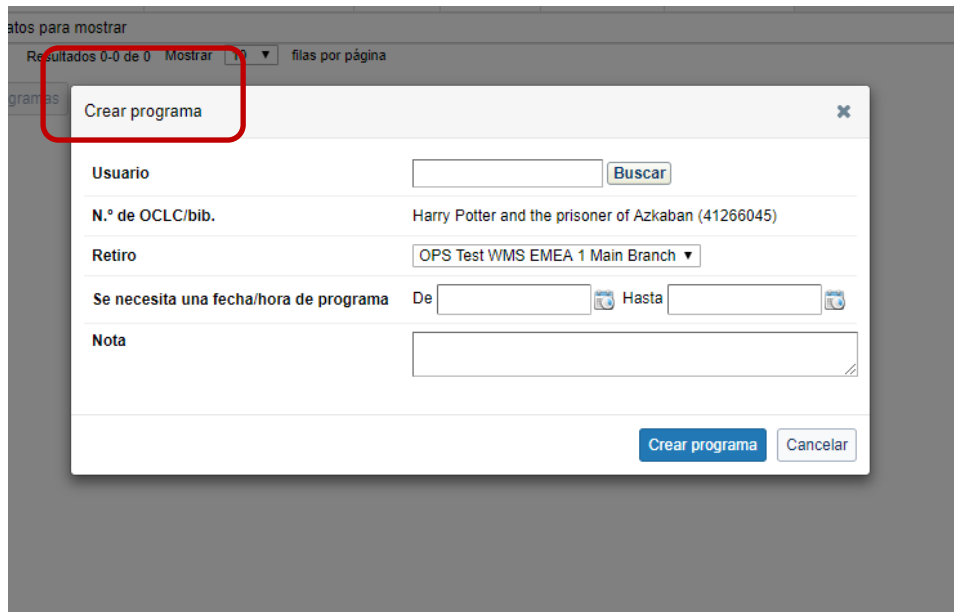 atos para mostrar
Resultados 0-0 de 0 Mostrar 10 filas por página
gramas
Crear programa
Usuario Buscar
N.º de OCLC/bib. Harry Potter and the prisoner of Azkaban (41266045)
Retiro OPS Test WMS EMEA 1 Main Branch
Se necesita una fecha/hora de programa De Hasta
Nota
Crear programa Cancelar